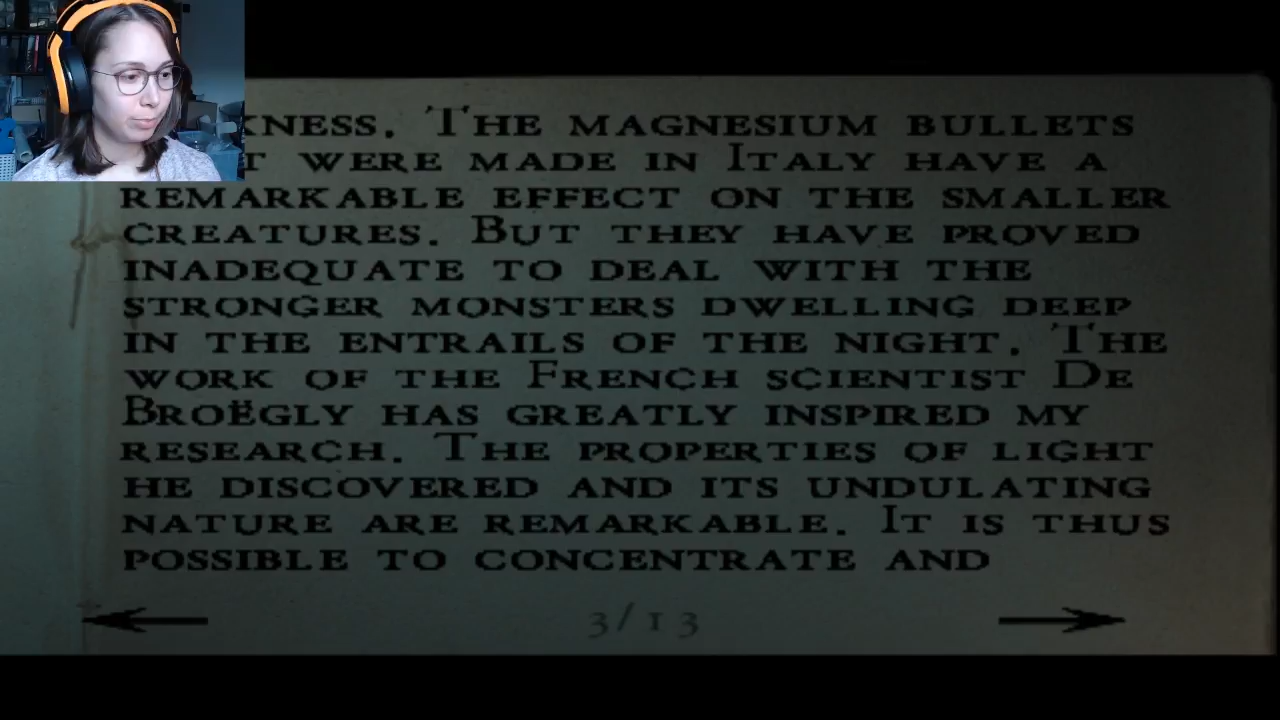 THE MAGNESIUM BULLETS
WERE MADE IN ITALY HAVE A
REMARKABLE EFFECT ON THE SMALLER
CREATURES. BUT THEY HAVE PROVED
INADEQUATE TO DEAL WITH THE
STRONGER MONSTERS DWELLING DEEP
IN THE ENTRAILS OF THE NIGHT. THE
WORK OF THE FRENCH SCIENTIST DE
BROËGLY HAS GREATLY INSPIRED MY
RESEARCH. THE PROPERTIES OF LIGHT
HE DISCOVERED AND ITS UNDULATING
NATURE ARE REMARKABLE. IT IS THUS
POSSIBLE TO CONCENTRATE AND
3/13